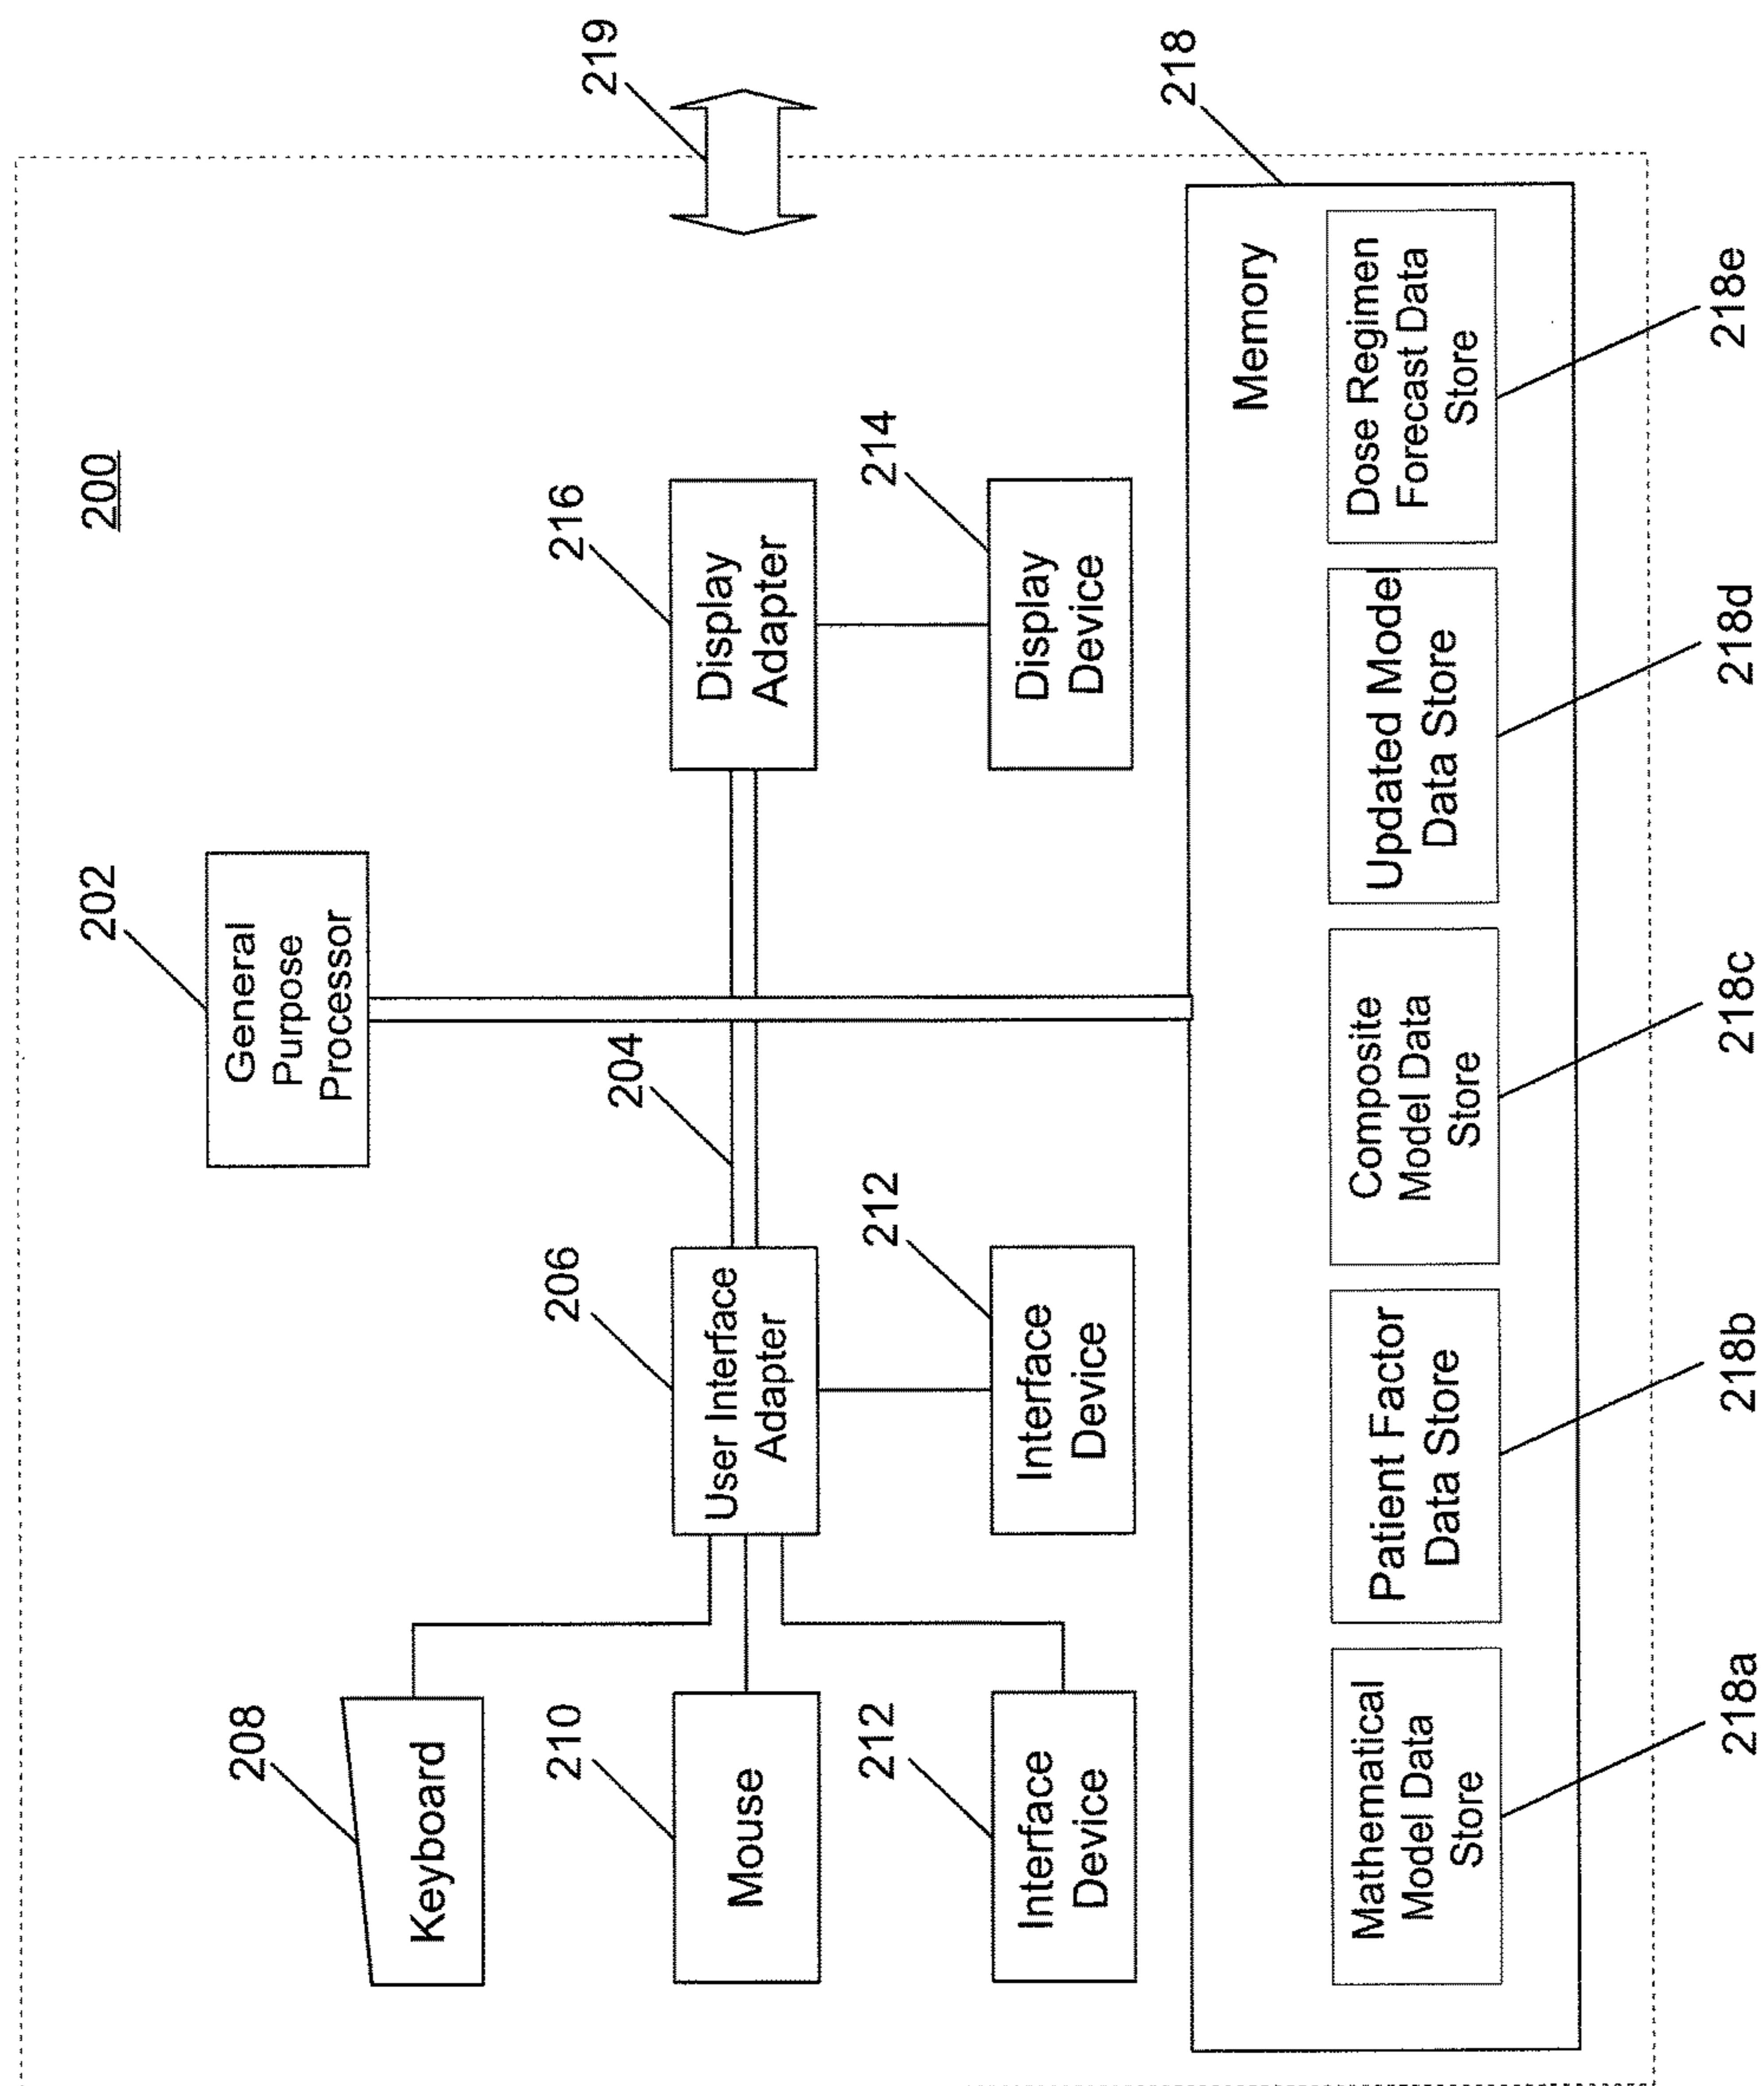 200
202
General
Purpose
Processor
219
208
Keyboard
206
User Interface
Adapter
204
216
Display
Adapter
210
Mouse
212
Interface
Device
212
Interface
Device
214
Display
Device
218
Memory
Mathematical
Model Data
Store
Patient Factor
Data Store
Composite
Model Data
Store
Updated Model
Data Store
Dose Regimen
Forecast Data
Store
218a
218b
218c
218d
218e